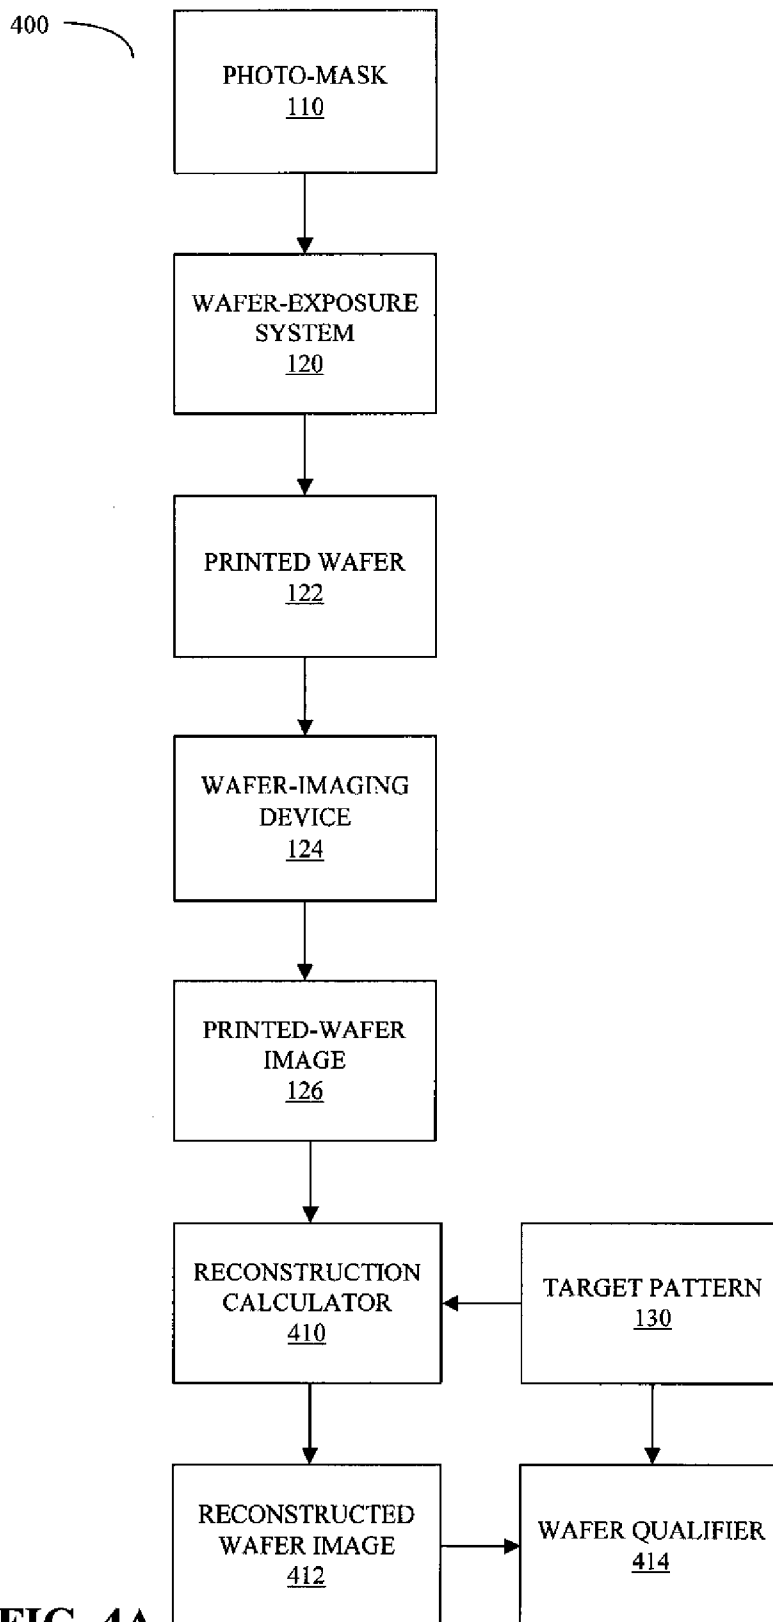 400
PHOTO-MASK
110
WAFER-EXPOSURE
SYSTEM
120
PRINTED WAFER
122
WAFER-IMAGING
DEVICE
124
PRINTED-WAFER
IMAGE
126
RECONSTRUCTION
CALCULATOR
410
TARGET PATTERN
130
RECONSTRUCTED
WAFER IMAGE
412
WAFER QUALIFIER
414
FIG. 4A